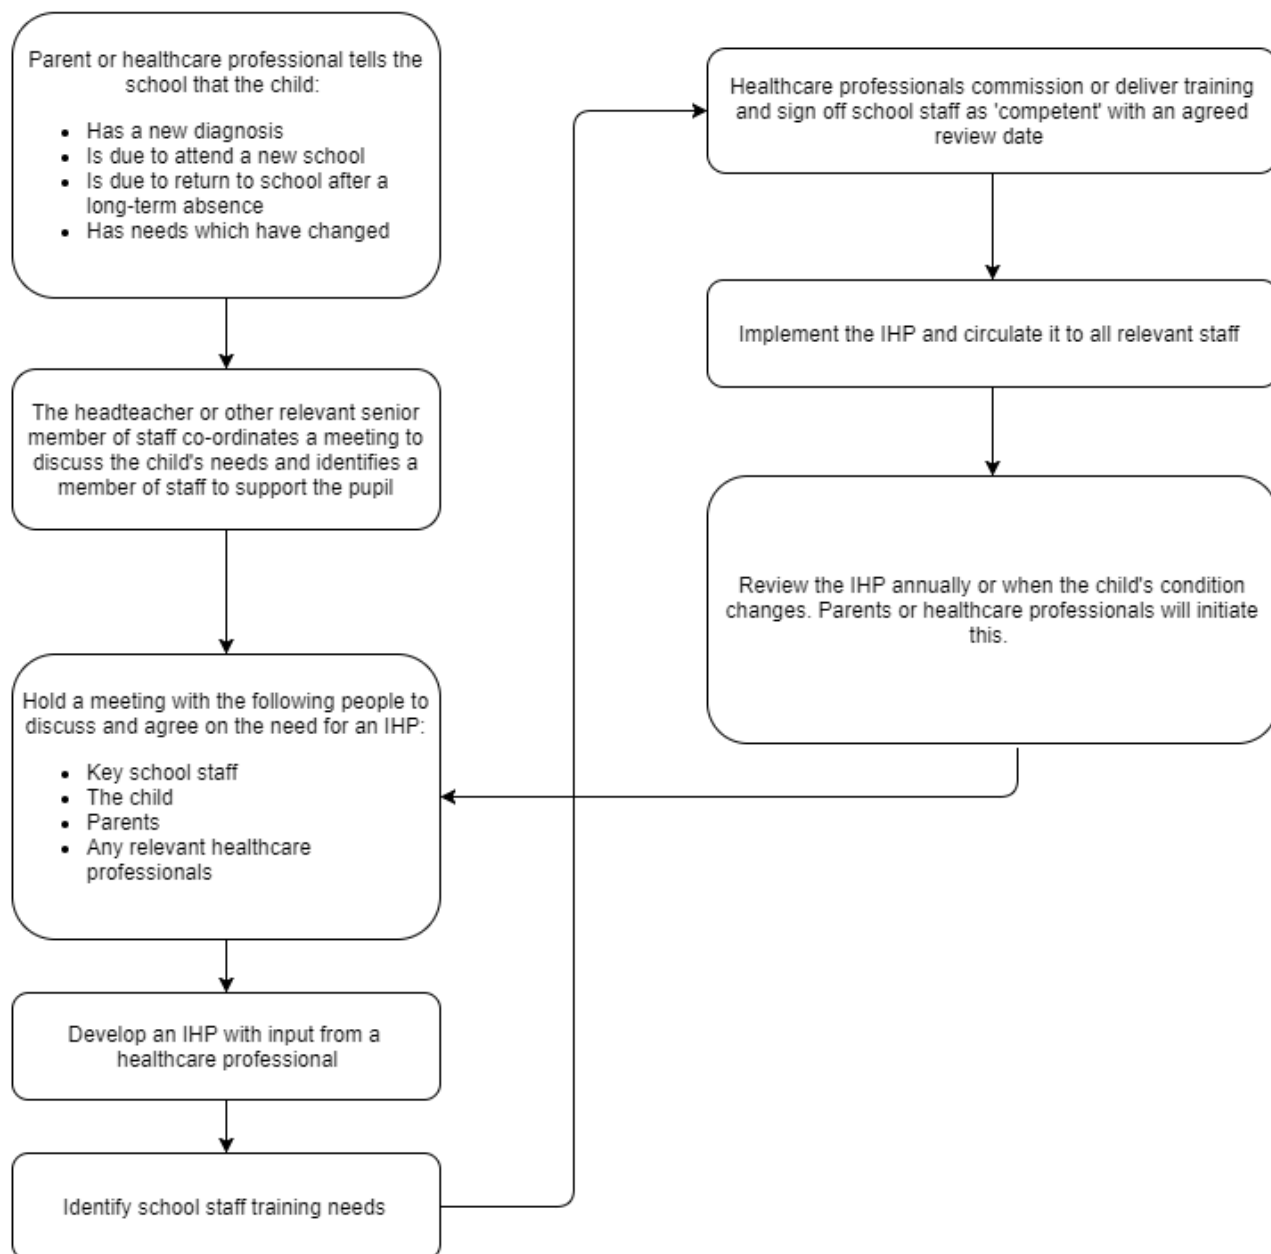 Parent or healthcare professional tells the
school that the child:
• Has a new diagnosis
• Is due to attend a new school
• Is due to return to school after a
long-term absence
• Has needs which have changed
The headteacher or other relevant senior
member of staff co-ordinates a meeting to
discuss the child's needs and identifies a
member of staff to support the pupil
Hold a meeting with the following people to
discuss and agree on the need for an IHP:
• Key school staff
• The child
• Parents
• Any relevant healthcare
professionals
Develop an IHP with input from a
healthcare professional
Identify school staff training needs
Healthcare professionals commission or deliver training
and sign off school staff as 'competent' with an agreed
review date
Implement the IHP and circulate it to all relevant staff
Review the IHP annually or when the child's condition
changes. Parents or healthcare professionals will initiate
this.